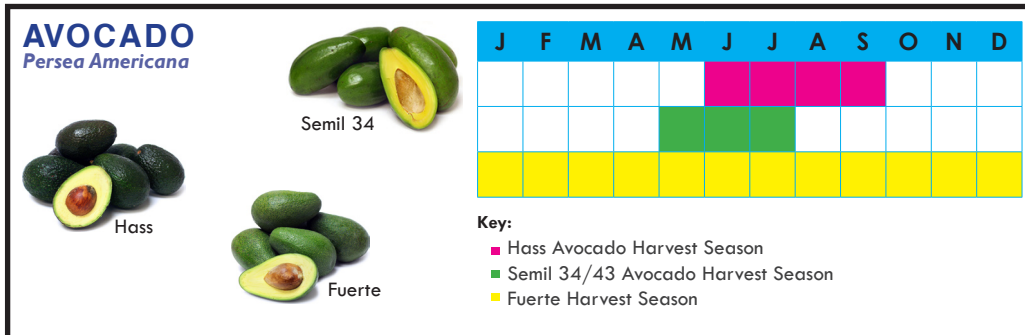 AVOCADO
Persea Americana
Semil 34
Hass
Fuerte
J F M A M J J A S O N D
Key:
Hass Avocado Harvest Season
Semil 34/43 Avocado Harvest Season
Fuerte Harvest Season